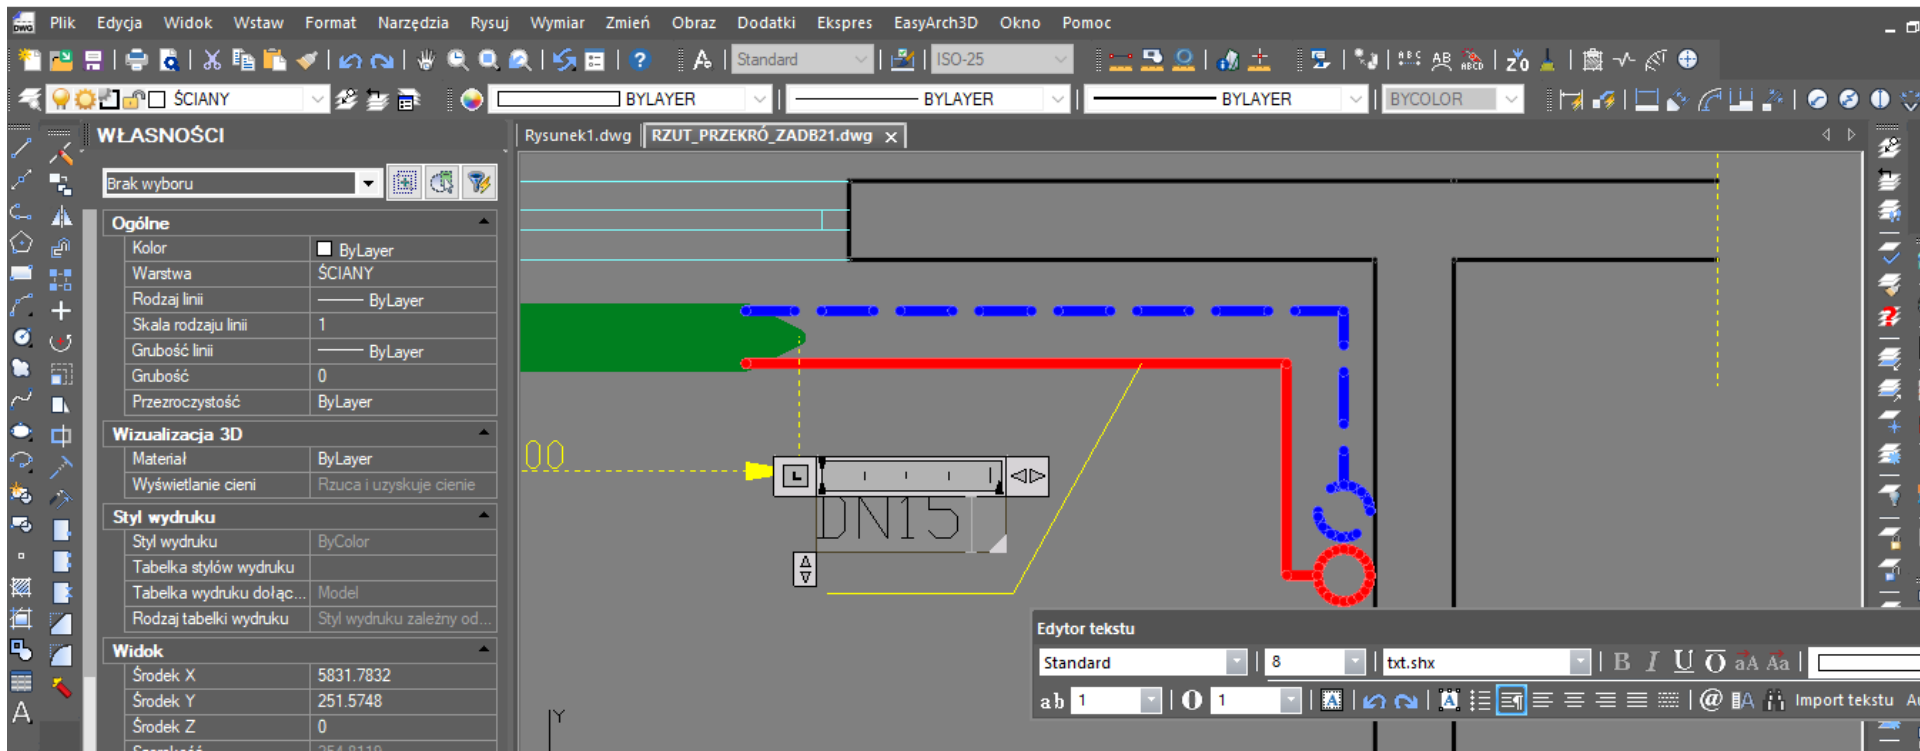 Plik Edycja Widok Wstaw Format Narzędzia Rysuj Wymiar Zmień Obraz Dodatki Ekspres EasyArch3D Okno Pomoc
Standard ISO-25
ŚCIANY BYLAYER BYLAYER BYLAYER BYCOLOR
WŁASNOŚCI
Rysunek1.dwg RZUT_PRZEKRÓ_ZADB21.dwg
Brak wyboru
Ogólne
Kolor ByLayer
Warstwa ŚCIANY
Rodzaj linii ByLayer
Skala rodzaju linii 1
Grubość linii ByLayer
Grubość 0
Przezroczystość ByLayer
Wizualizacja 3D
Materiał ByLayer
Wyświetlanie cieni Rzuca i uzyskuje cienie
Styl wydruku
Styl wydruku ByColor
Tabelka stylów wydruku
Tabelka wydruku dołąc... Model
Rodzaj tabelki wydruku Styl wydruku zależny od...
Widok
Środek X 5831.7832
Środek Y 251.5748
Środek Z 0
00
L
DN15
Y
Edytor tekstu
Standard 8 txt.shx B I U O aA Aa
ab 1 O 1 @ Import tekstu